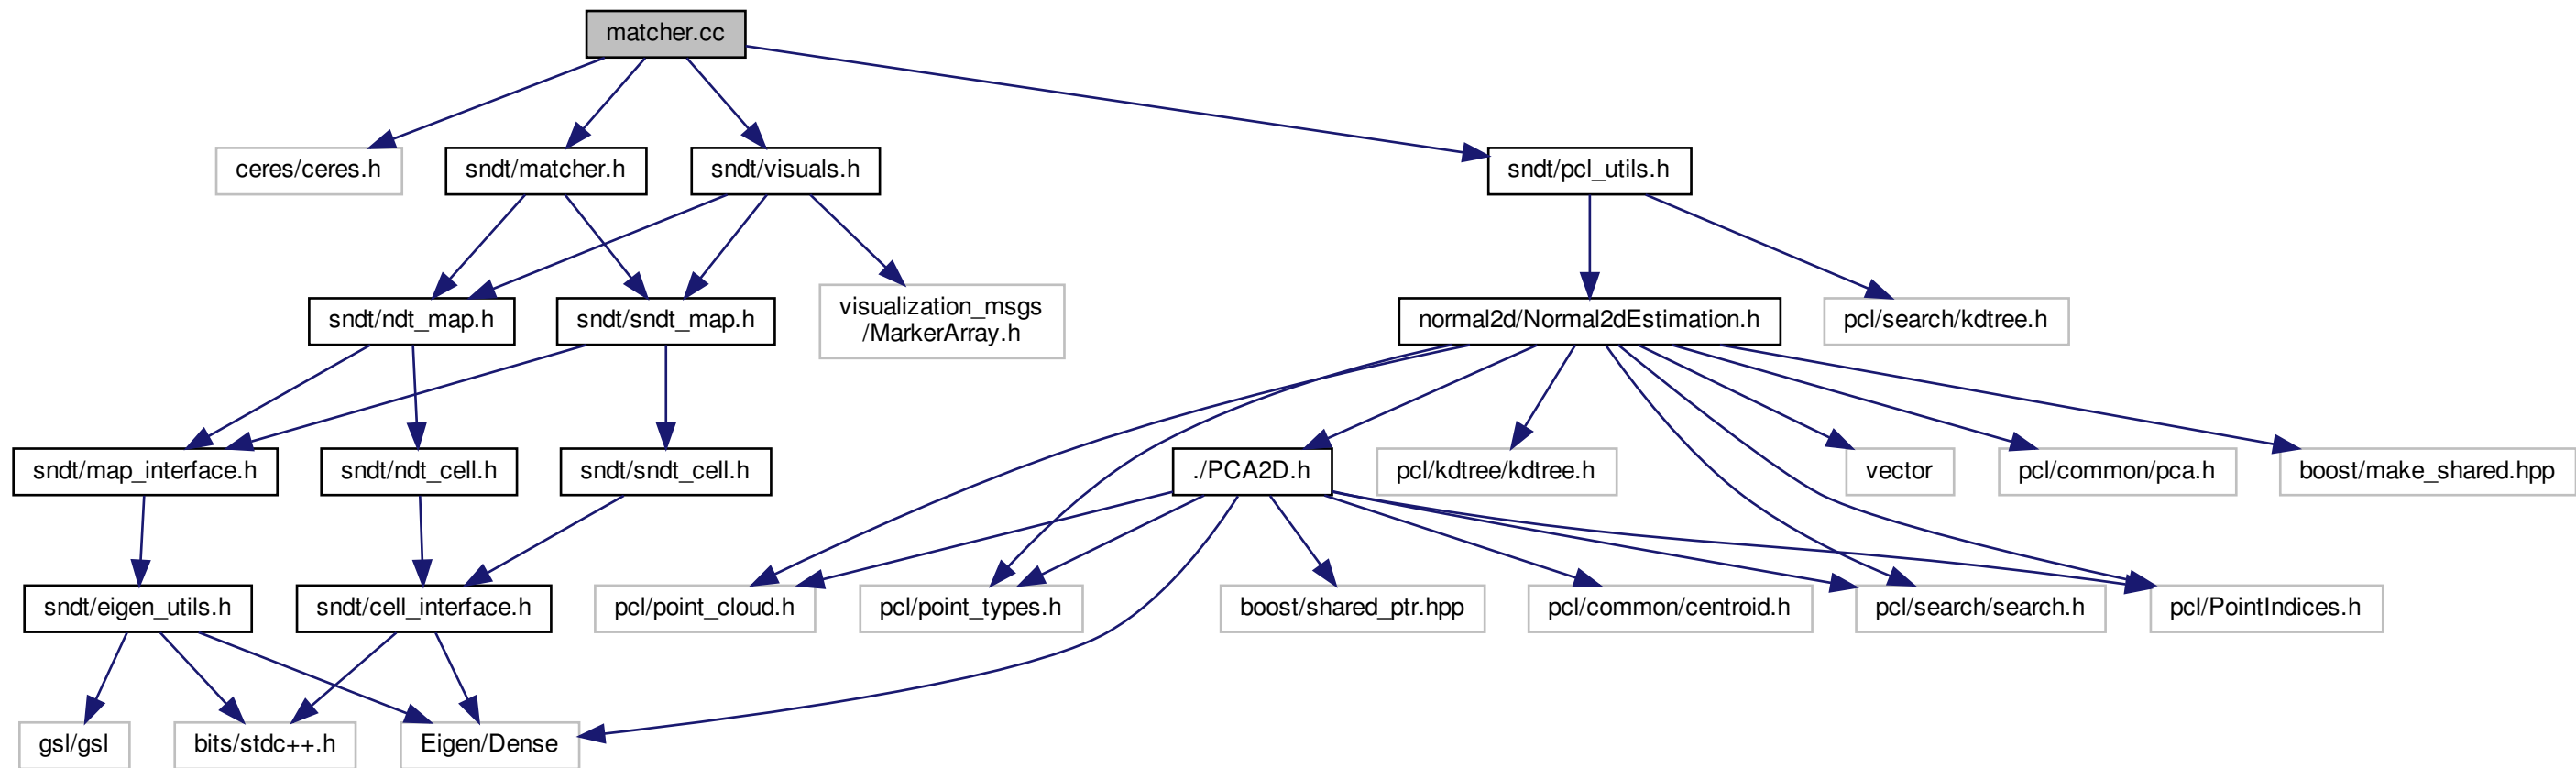 matcher.cc
ceres/ceres.h
sndt/matcher.h
sndt/visuals.h
sndt/pcl_utils.h
sndt/ndt_map.h
sndt/sndt_map.h
visualization_msgs
/MarkerArray.h
normal2d/Normal2dEstimation.h
pcl/search/kdtree.h
sndt/map_interface.h
sndt/ndt_cell.h
sndt/sndt_cell.h
./PCA2D.h
pcl/kdtree/kdtree.h
vector
pcl/common/pca.h
boost/make_shared.hpp
sndt/eigen_utils.h
sndt/cell_interface.h
pcl/point_cloud.h
pcl/point_types.h
boost/shared_ptr.hpp
pcl/common/centroid.h
pcl/search/search.h
pcl/PointIndices.h
gsl/gsl
bits/stdc++.h
Eigen/Dense